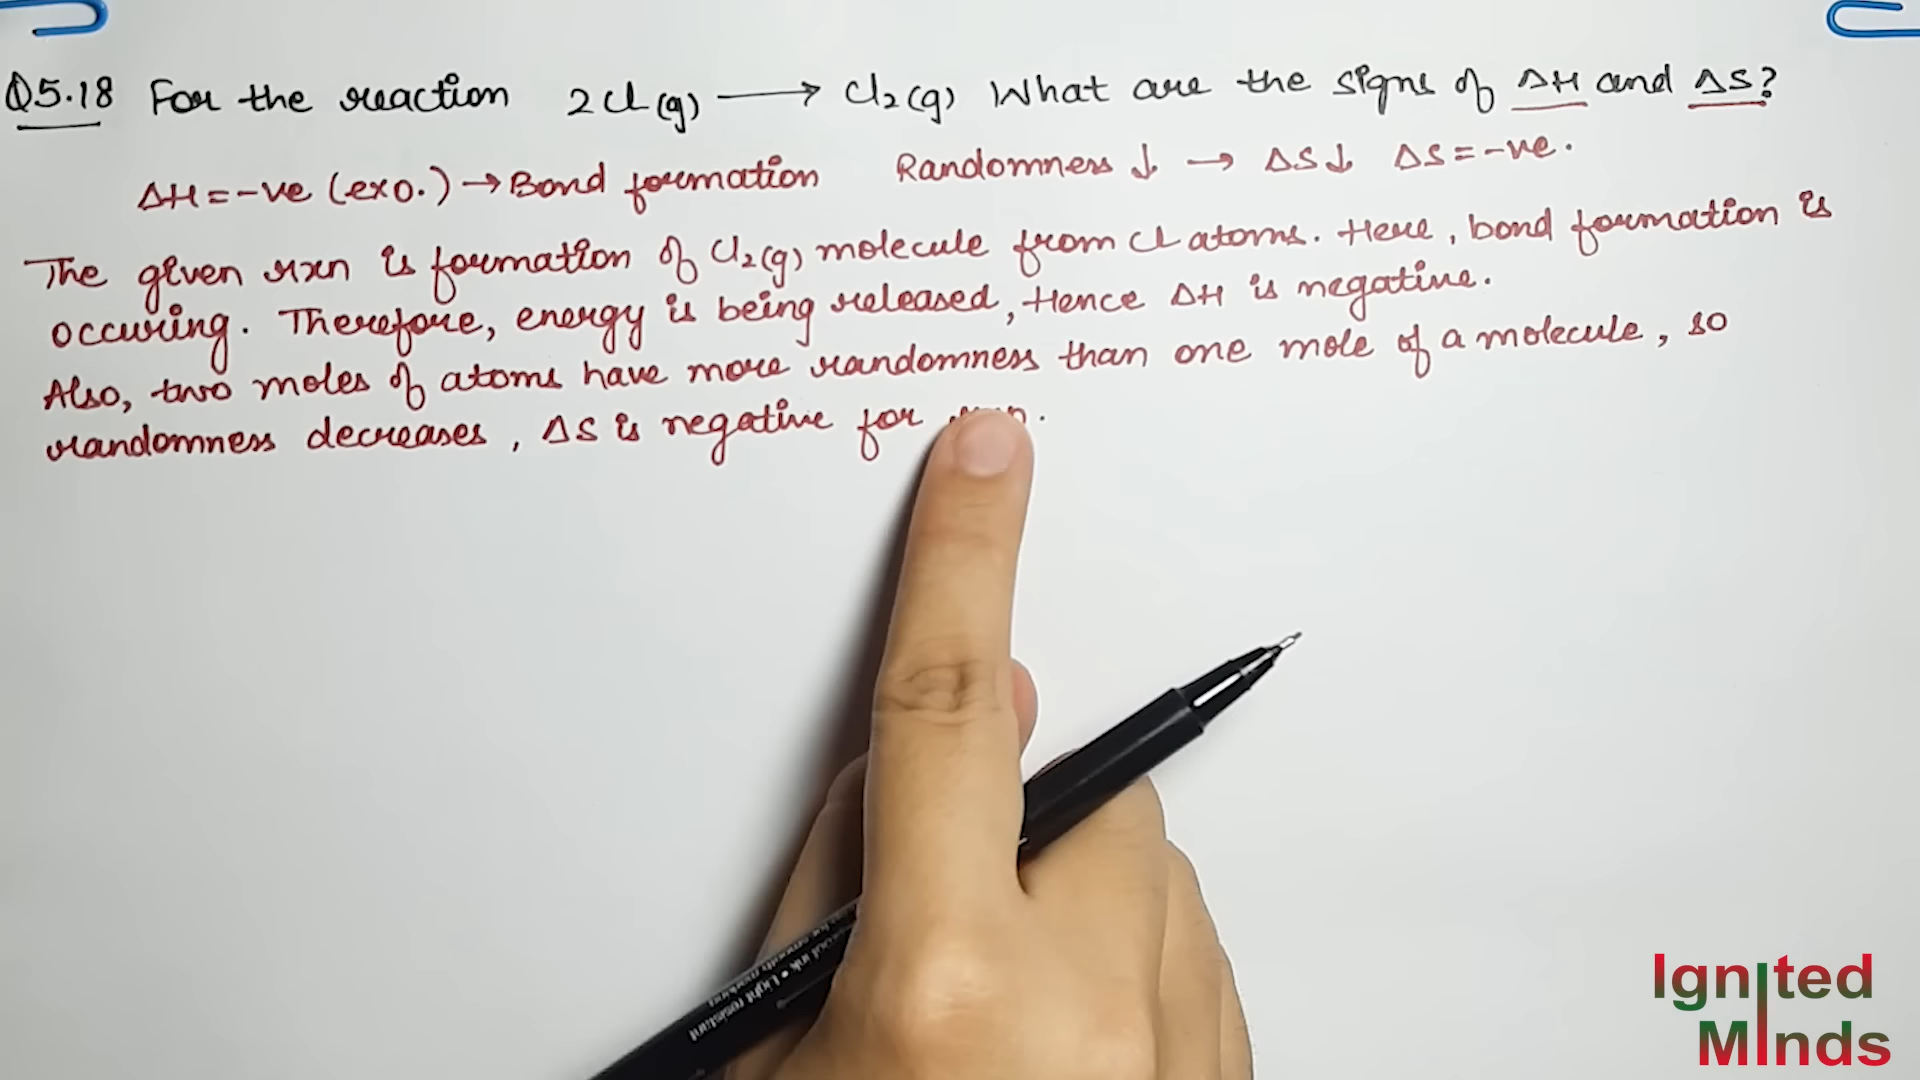 Q5.18 For the reaction 2Cl(g) ⟶ Cl₂(g) What are the signs of ΔH and ΔS?
ΔH = -ve (exo.) → Bond formation Randomness ↓ → ΔS↓ ΔS = -ve.
The given rxn is formation of Cl₂(g) molecule from Cl atoms. Here, bond formation is
occuring. Therefore, energy is being released, Hence ΔH is negative.
Also, two moles of atoms have more randomness than one mole of a molecule, so
randomness decreases, ΔS is negative for
Light resistant
Ignited
Minds